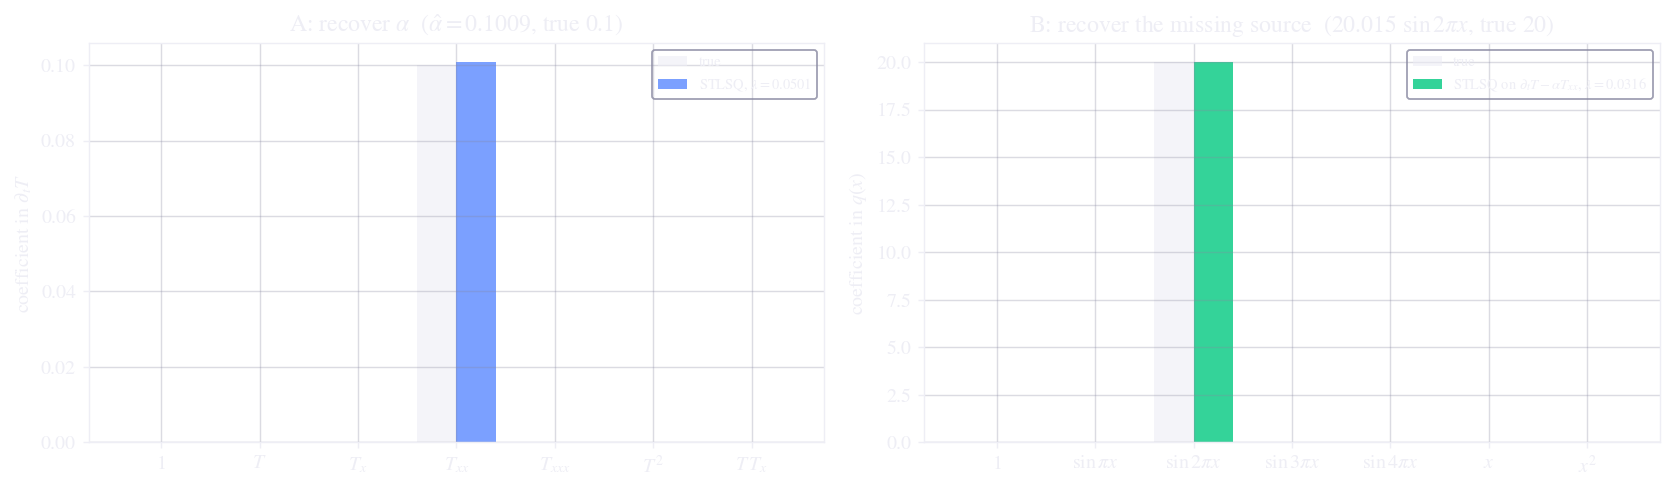 A: recover α (α̂ = 0.1009, true 0.1)
coefficient in ∂ₜT
0.10
0.08
0.06
0.04
0.02
0.00
1 T Tₓ Tₓₓ Tₓₓₓ T² TTₓ
true
STLSQ, λ = 0.0501
B: recover the missing source (20.015 sin 2πx, true 20)
coefficient in q(x)
20.0
17.5
15.0
12.5
10.0
7.5
5.0
2.5
0.0
1 sin πx sin 2πx sin 3πx sin 4πx x x²
true
STLSQ on ∂ₜT − αTₓₓ, λ = 0.0316